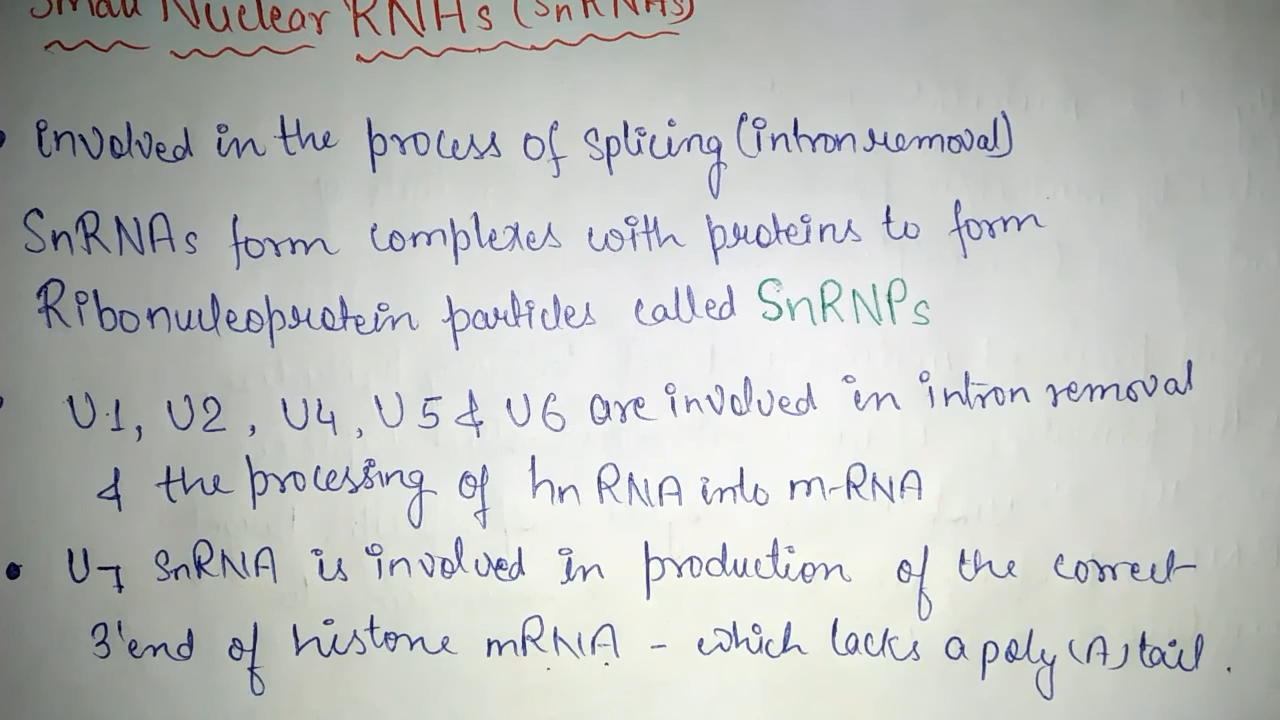 Small Nuclear RNAs (SnRNAs)
• involved in the process of splicing (intron removal)
SnRNAs form complexes with proteins to form
Ribonucleoprotein particles called SnRNPs
• U1, U2, U4, U5 & U6 are involved in intron removal
& the processing of hnRNA into m-RNA
• U7 SnRNA is involved in production of the correct
3'end of histone mRNA - which lacks a poly(A) tail.